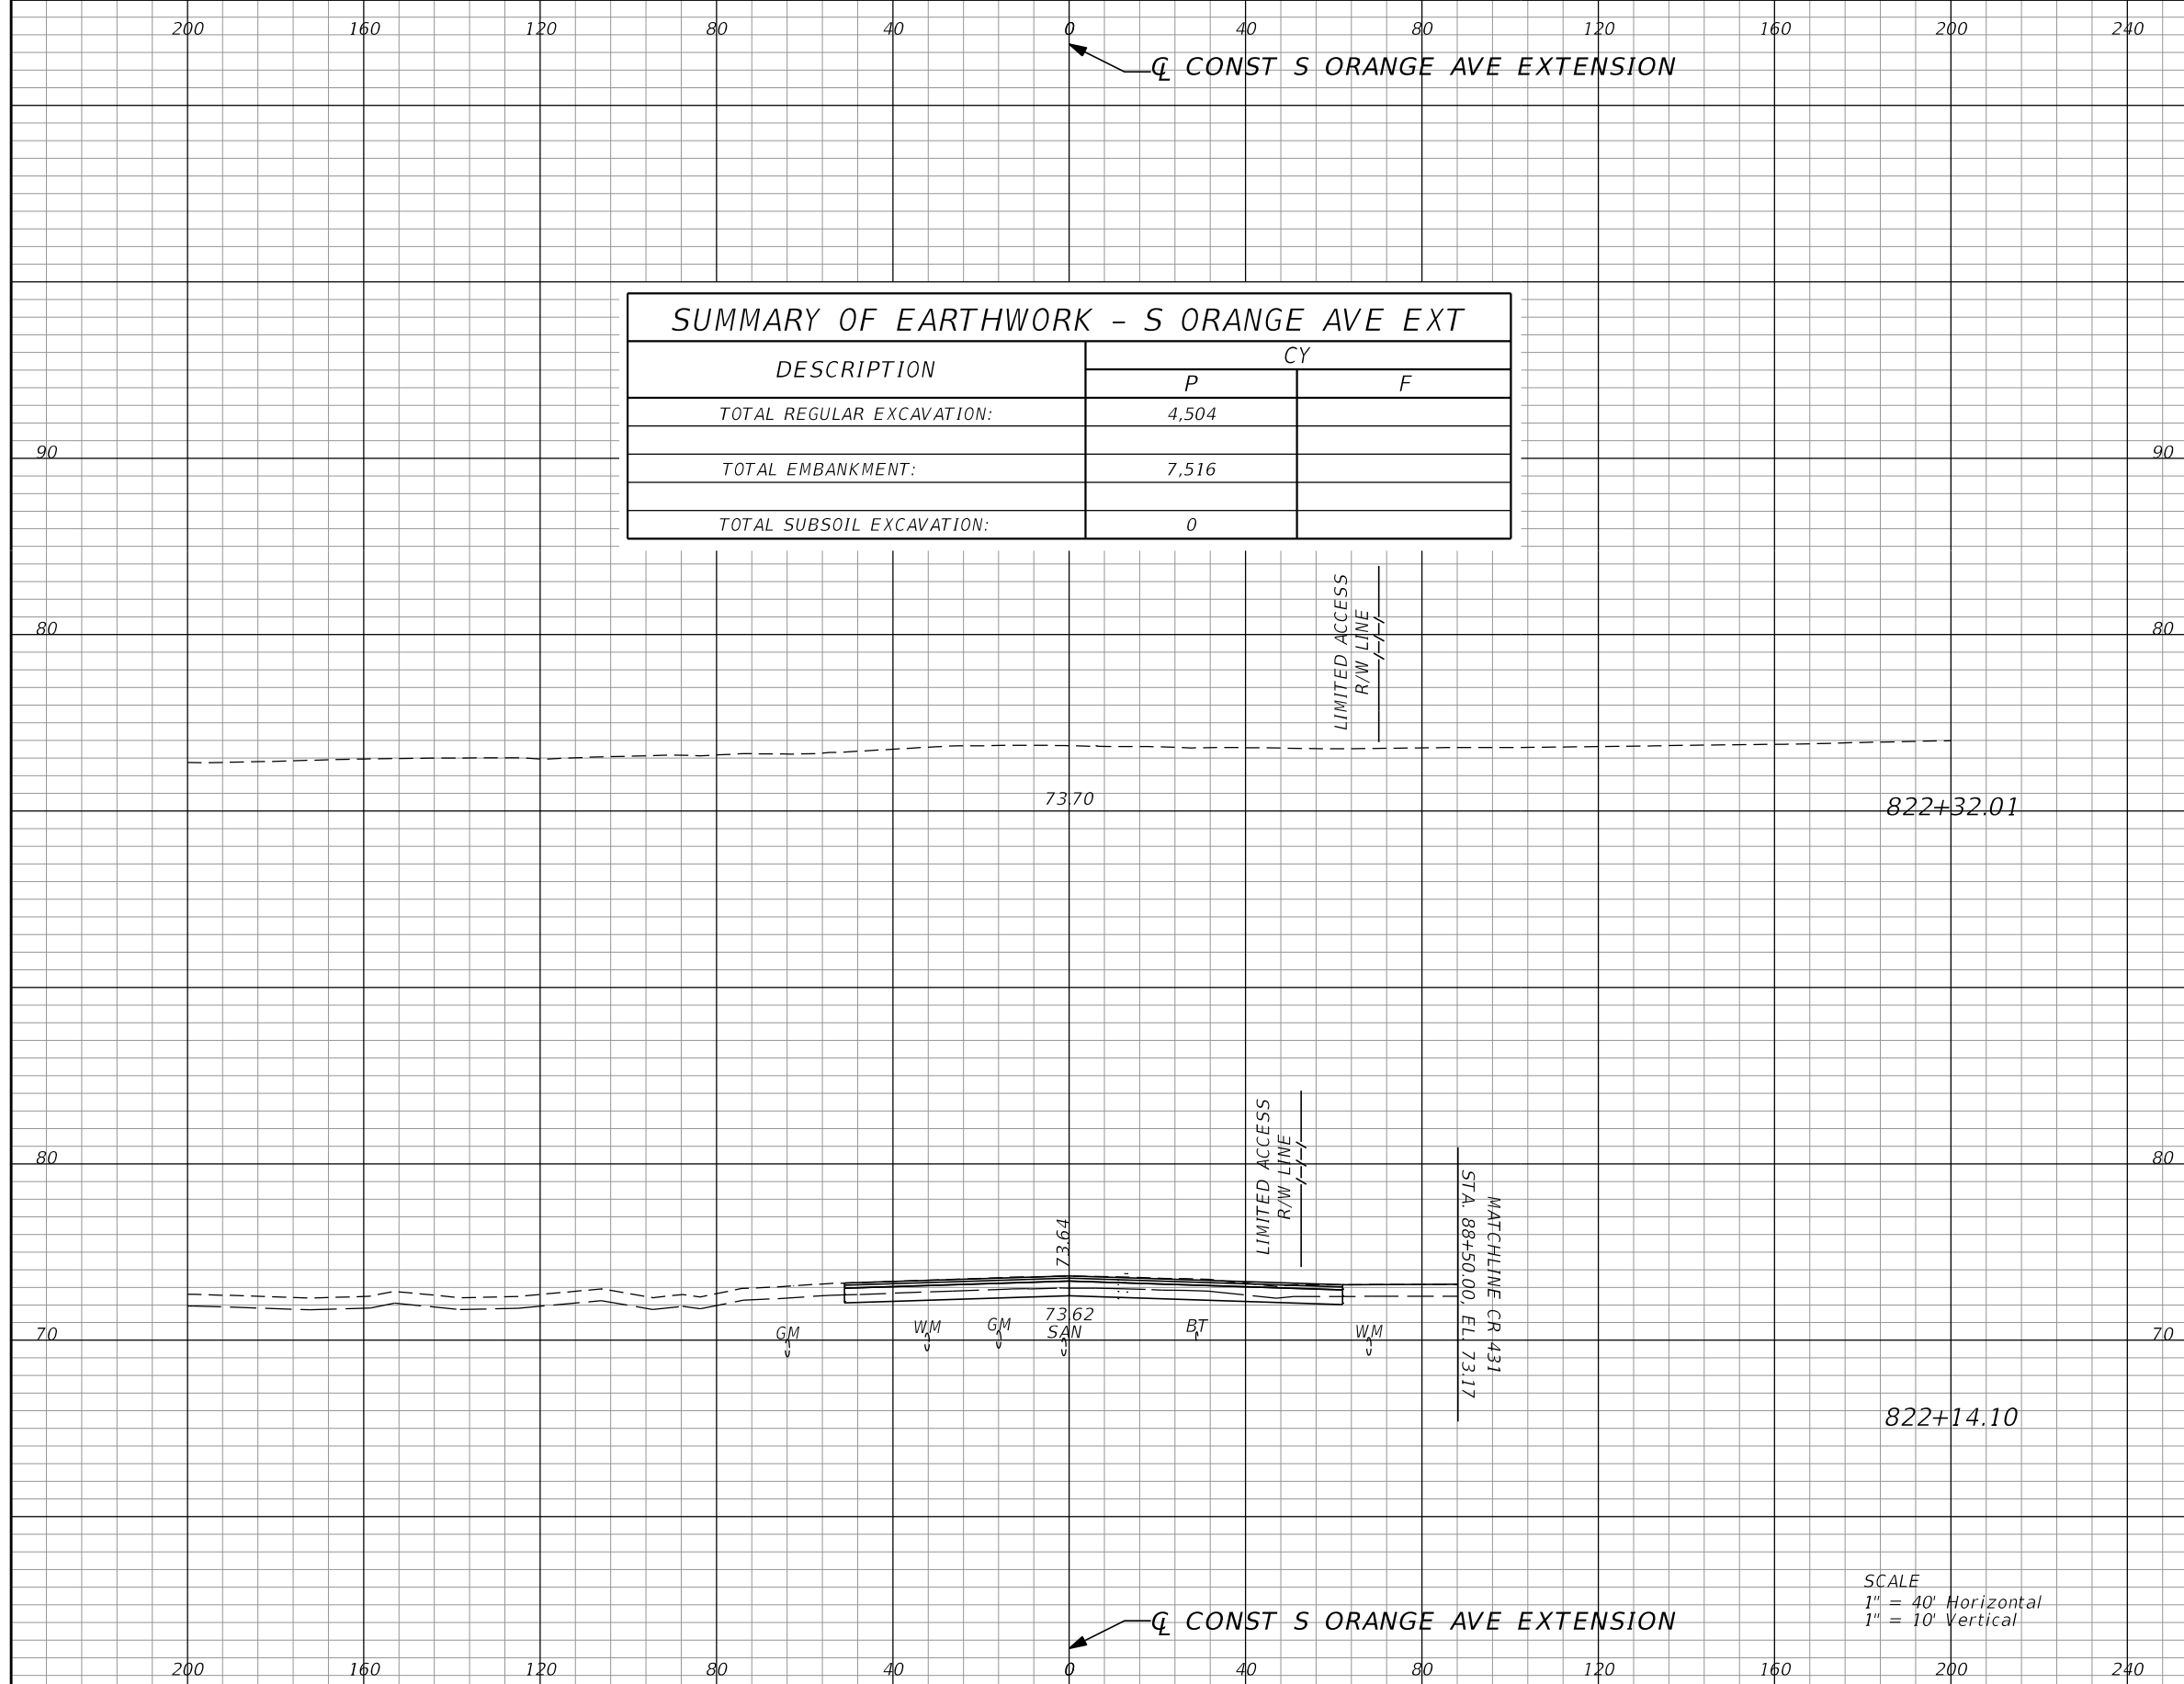 200 160 120 80 40 0 40 80 120 160 200 240
℄ CONST S ORANGE AVE EXTENSION
SUMMARY OF EARTHWORK – S ORANGE AVE EXT
DESCRIPTION
CY
P F
TOTAL REGULAR EXCAVATION: 4,504
TOTAL EMBANKMENT: 7,516
TOTAL SUBSOIL EXCAVATION: 0
90 90
80 80
LIMITED ACCESS
R/W LINE
73.70
822+32.01
80 80
LIMITED ACCESS
R/W LINE
73.64
MATCHLINE CR 431
STA. 88+50.00, EL. 73.17
73.62
70 70
GM WM GM SAN BT WM
822+14.10
SCALE
1" = 40' Horizontal
1" = 10' Vertical
℄ CONST S ORANGE AVE EXTENSION
200 160 120 80 40 0 40 80 120 160 200 240